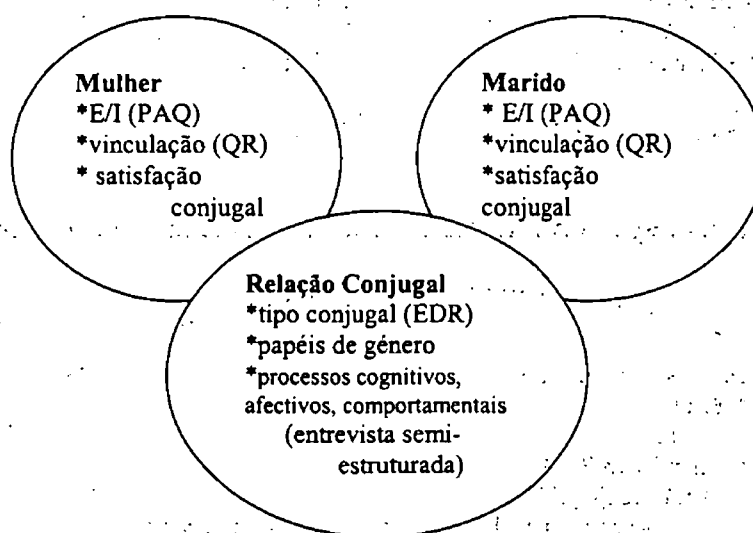 Mulher
*E/I (PAQ)
*vinculação (QR)
* satisfação
conjugal
Marido
* E/I (PAQ)
*vinculação (QR)
*satisfação
conjugal
Relação Conjugal
*tipo conjugal (EDR)
*papéis de género
*processos cognitivos,
afectivos, comportamentais
(entrevista semi-
estruturada)